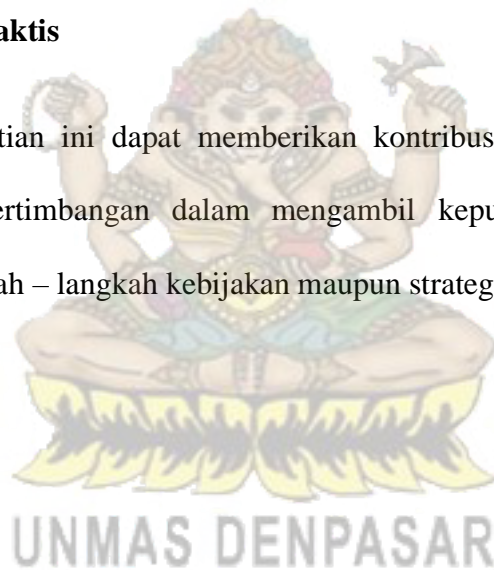 aktis
tian ini dapat memberikan kontribus
ertimbangan dalam mengambil kepu
ah – langkah kebijakan maupun strateg
UNMAS DENPASAR